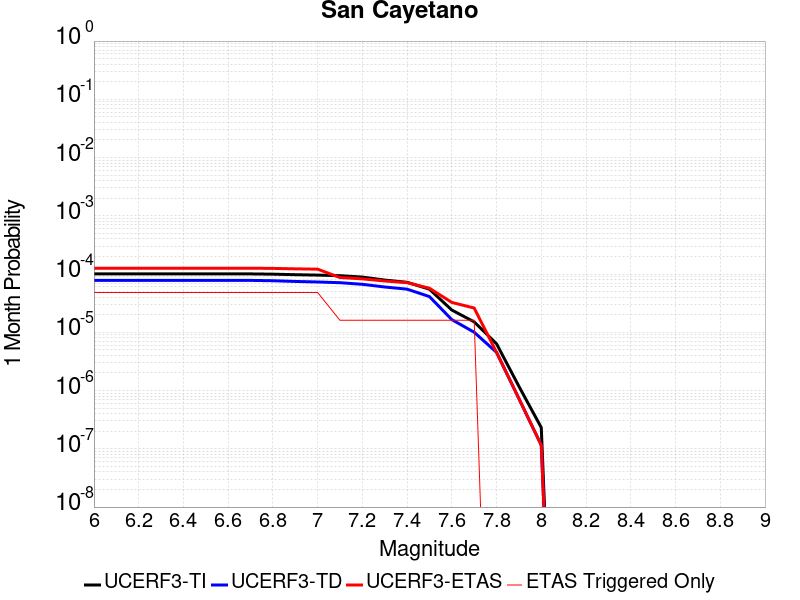 San Cayetano
10^0
10^-1
10^-2
10^-3
10^-4
10^-5
10^-6
10^-7
10^-8
1 Month Probability
6 6.2 6.4 6.6 6.8 7 7.2 7.4 7.6 7.8 8 8.2 8.4 8.6 8.8 9
Magnitude
UCERF3-TI UCERF3-TD UCERF3-ETAS ETAS Triggered Only